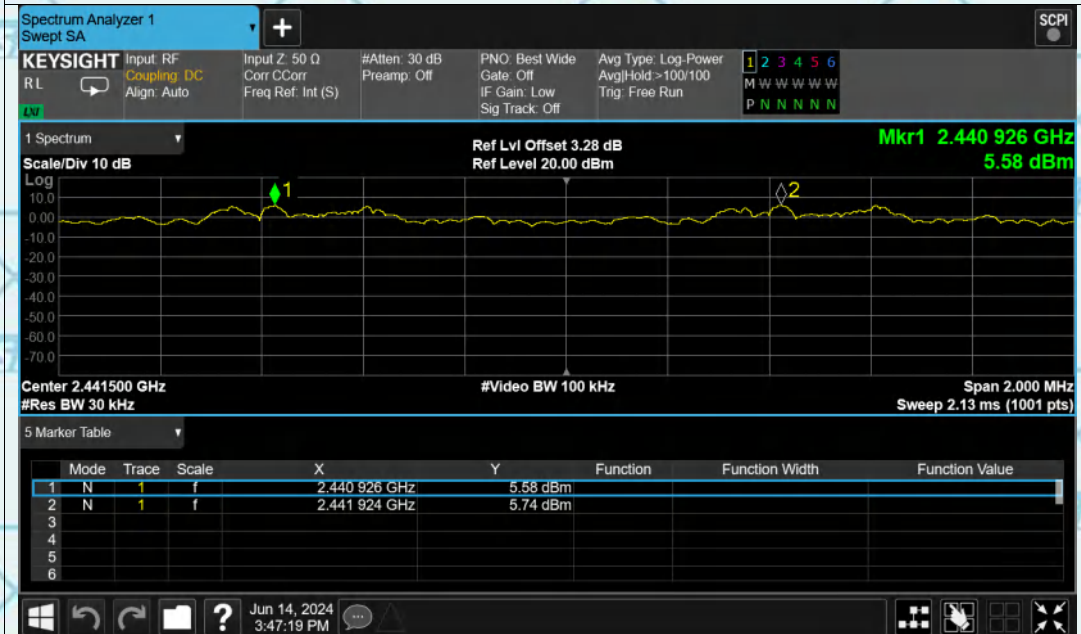 Spectrum Analyzer 1
Swept SA
+
SCPI
KEYSIGHT
RL
LXI
Input: RF
Coupling: DC
Align: Auto
Input Z: 50 Ω
Corr CCorr
Freq Ref: Int (S)
#Atten: 30 dB
Preamp: Off
PNO: Best Wide
Gate: Off
IF Gain: Low
Sig Track: Off
Avg Type: Log-Power
Avg|Hold:>100/100
Trig: Free Run
1 2 3 4 5 6
M W W W W W
P N N N N N
1 Spectrum
Scale/Div 10 dB
Ref Lvl Offset 3.28 dB
Ref Level 20.00 dBm
Mkr1 2.440 926 GHz
5.58 dBm
Log
10.0
0.00
-10.0
-20.0
-30.0
-40.0
-50.0
-60.0
-70.0
1
2
Center 2.441500 GHz
#Res BW 30 kHz
#Video BW 100 kHz
Span 2.000 MHz
Sweep 2.13 ms (1001 pts)
5 Marker Table
Mode Trace Scale X Y Function Function Width Function Value
1 N 1 f 2.440 926 GHz 5.58 dBm
2 N 1 f 2.441 924 GHz 5.74 dBm
3
4
5
6
?
Jun 14, 2024
3:47:19 PM